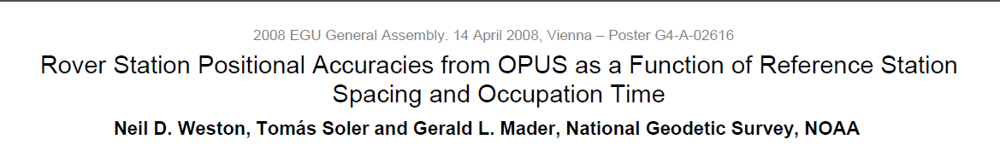 2008 EGU General Assembly. 14 April 2008, Vienna – Poster G4-A-02616
Rover Station Positional Accuracies from OPUS as a Function of Reference Station
Spacing and Occupation Time
Neil D. Weston, Tomás Soler and Gerald L. Mader, National Geodetic Survey, NOAA